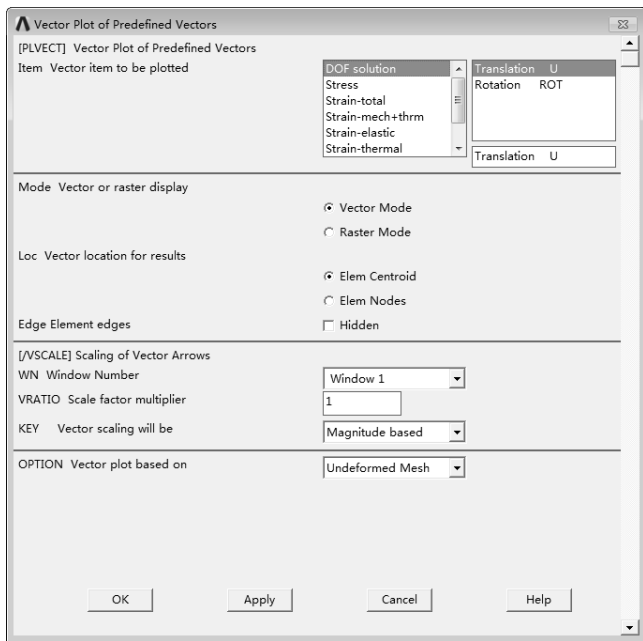 Vector Plot of Predefined Vectors
[PLVECT] Vector Plot of Predefined Vectors
Item Vector item to be plotted
DOF solution
Stress
Strain-total
Strain-mech+thrm
Strain-elastic
Strain-thermal
Translation U
Rotation ROT
Translation U
Mode Vector or raster display
Vector Mode
Raster Mode
Loc Vector location for results
Elem Centroid
Elem Nodes
Edge Element edges
Hidden
[/VSCALE] Scaling of Vector Arrows
WN Window Number
Window 1
VRATIO Scale factor multiplier
1
KEY Vector scaling will be
Magnitude based
OPTION Vector plot based on
Undeformed Mesh
OK
Apply
Cancel
Help